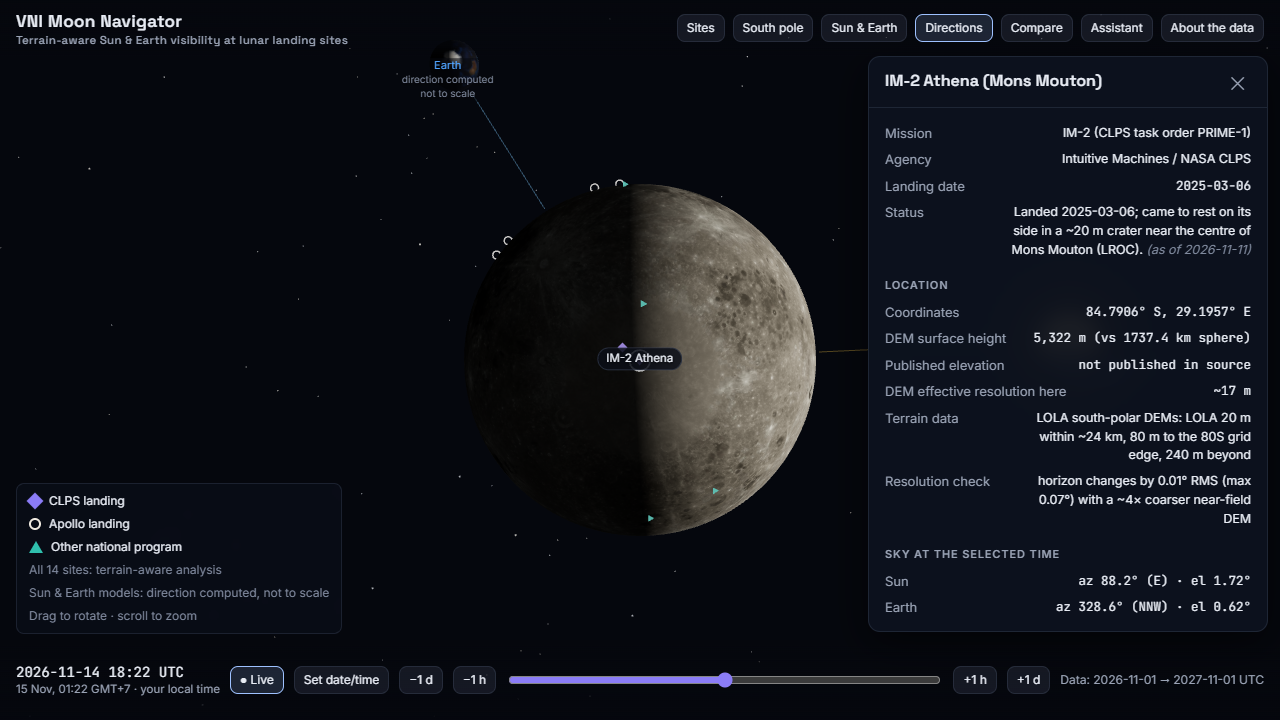 VNI Moon Navigator
Terrain-aware Sun & Earth visibility at lunar landing sites
Sites
South pole
Sun & Earth
Directions
Compare
Assistant
About the data
Earth
direction computed
not to scale
IM-2 Athena
IM-2 Athena (Mons Mouton)
Mission IM-2 (CLPS task order PRIME-1)
Agency Intuitive Machines / NASA CLPS
Landing date 2025-03-06
Status Landed 2025-03-06; came to rest on its
side in a ~20 m crater near the centre of
Mons Mouton (LROC). (as of 2026-11-11)
LOCATION
Coordinates 84.7906° S, 29.1957° E
DEM surface height 5,322 m (vs 1737.4 km sphere)
Published elevation not published in source
DEM effective resolution here ~17 m
Terrain data LOLA south-polar DEMs: LOLA 20 m
within ~24 km, 80 m to the 80S grid
edge, 240 m beyond
Resolution check horizon changes by 0.01° RMS (max
0.07°) with a ~4× coarser near-field
DEM
SKY AT THE SELECTED TIME
Sun az 88.2° (E) · el 1.72°
Earth az 328.6° (NNW) · el 0.62°
CLPS landing
Apollo landing
Other national program
All 14 sites: terrain-aware analysis
Sun & Earth models: direction computed, not to scale
Drag to rotate · scroll to zoom
2026-11-14 18:22 UTC
15 Nov, 01:22 GMT+7 · your local time
● Live
Set date/time
−1 d
−1 h
+1 h
+1 d
Data: 2026-11-01 → 2027-11-01 UTC